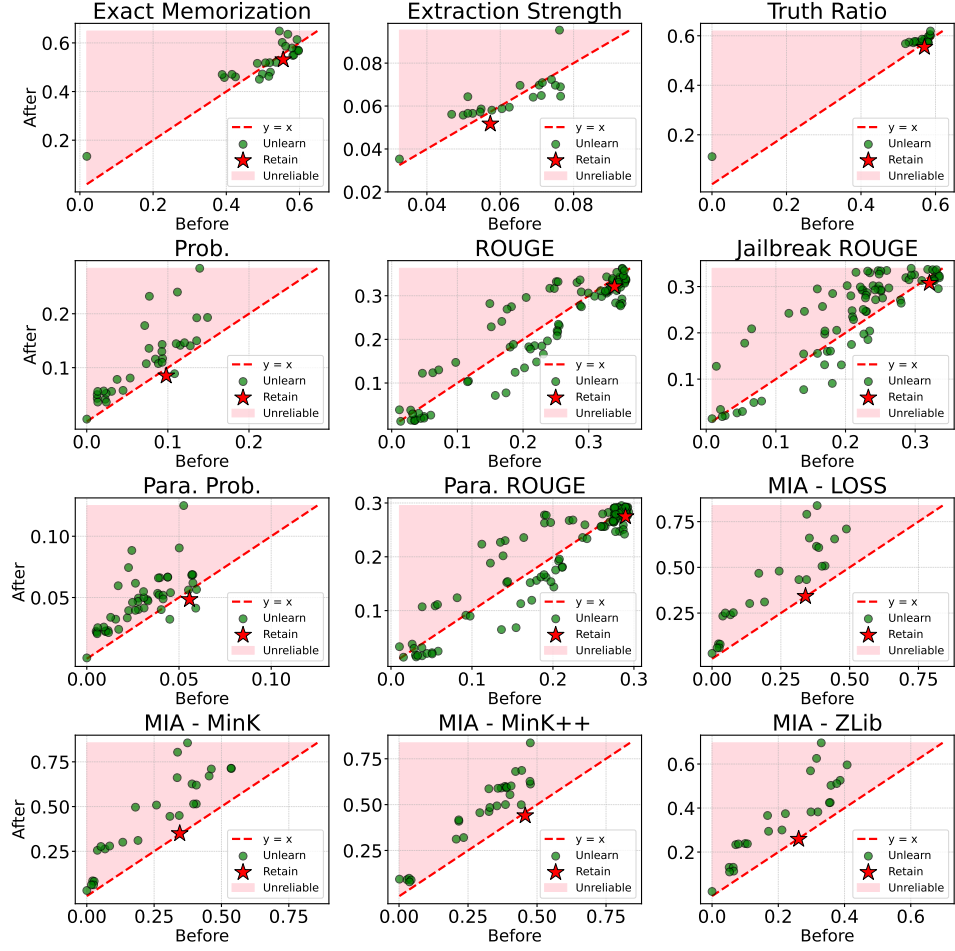 Exact Memorization
Extraction Strength
Truth Ratio
After
0.6
0.4
0.2
y = x
Unlearn
Retain
Unreliable
0.0
0.2
0.4
0.6
Before
0.08
0.06
0.04
0.02
y = x
Unlearn
Retain
Unreliable
0.04
0.06
0.08
Before
0.6
0.4
0.2
y = x
Unlearn
Retain
Unreliable
0.0
0.2
0.4
0.6
Before
Prob.
ROUGE
Jailbreak ROUGE
After
0.2
0.1
y = x
Unlearn
Retain
Unreliable
0.0
0.1
0.2
Before
0.3
0.2
0.1
y = x
Unlearn
Retain
Unreliable
0.0
0.1
0.2
0.3
Before
0.3
0.2
0.1
y = x
Unlearn
Retain
Unreliable
0.0
0.1
0.2
0.3
Before
Para. Prob.
Para. ROUGE
MIA - LOSS
After
0.10
0.05
y = x
Unlearn
Retain
Unreliable
0.00
0.05
0.10
Before
0.3
0.2
0.1
y = x
Unlearn
Retain
Unreliable
0.0
0.1
0.2
0.3
Before
0.75
0.50
0.25
y = x
Unlearn
Retain
Unreliable
0.00
0.25
0.50
0.75
Before
MIA - MinK
MIA - MinK++
MIA - ZLib
After
0.75
0.50
0.25
y = x
Unlearn
Retain
Unreliable
0.00
0.25
0.50
0.75
Before
0.75
0.50
0.25
0.00
y = x
Unlearn
Retain
Unreliable
0.00
0.25
0.50
0.75
Before
0.6
0.4
0.2
y = x
Unlearn
Retain
Unreliable
0.0
0.2
0.4
0.6
Before